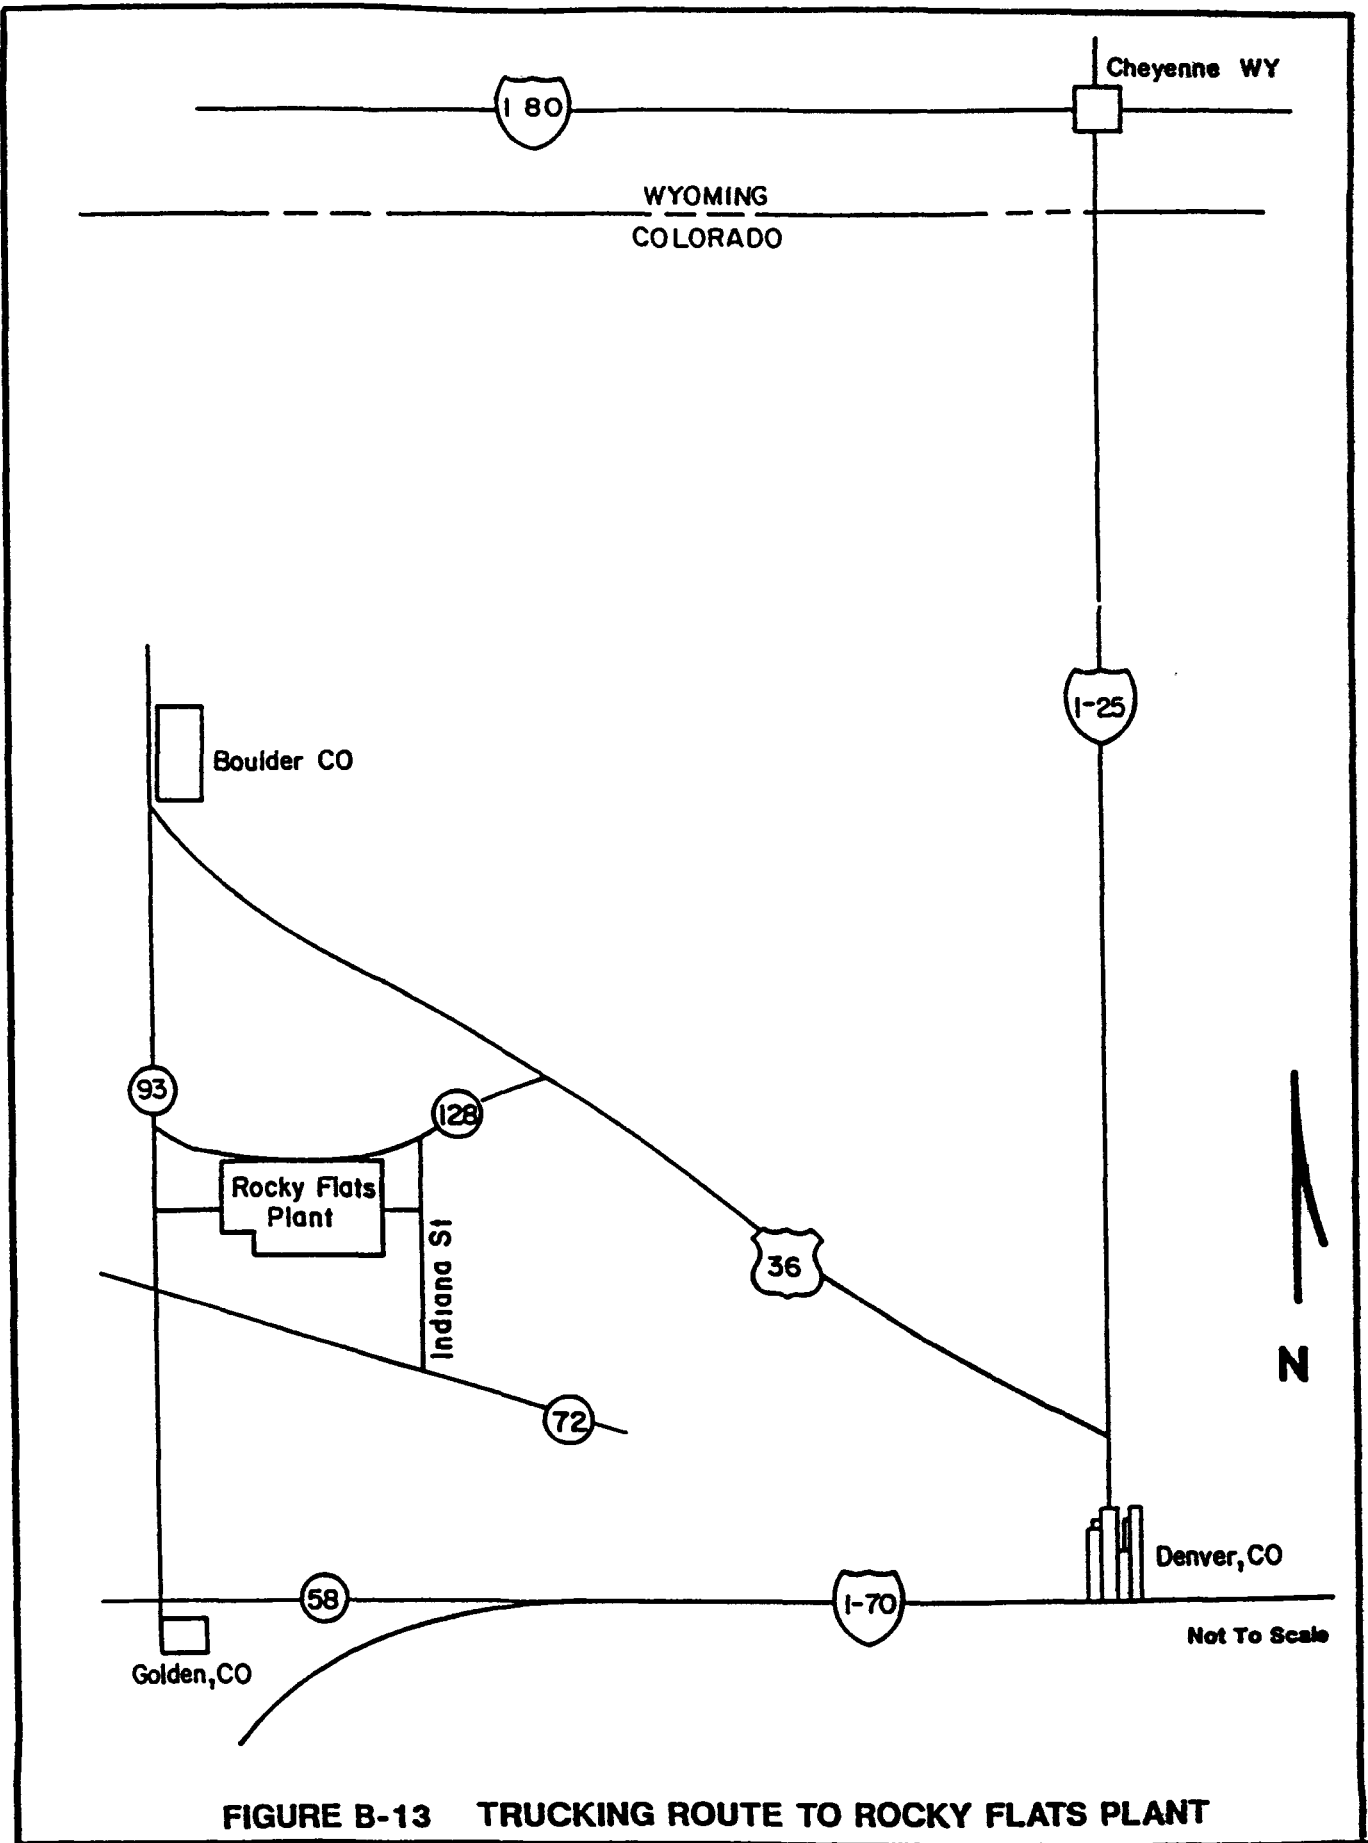 Cheyenne WY
I 80
WYOMING
COLORADO
I-25
Boulder CO
93
128
Rocky Flats
Plant
Indiana St
36
N
72
Denver, CO
58
I-70
Not To Scale
Golden, CO
FIGURE B-13 TRUCKING ROUTE TO ROCKY FLATS PLANT